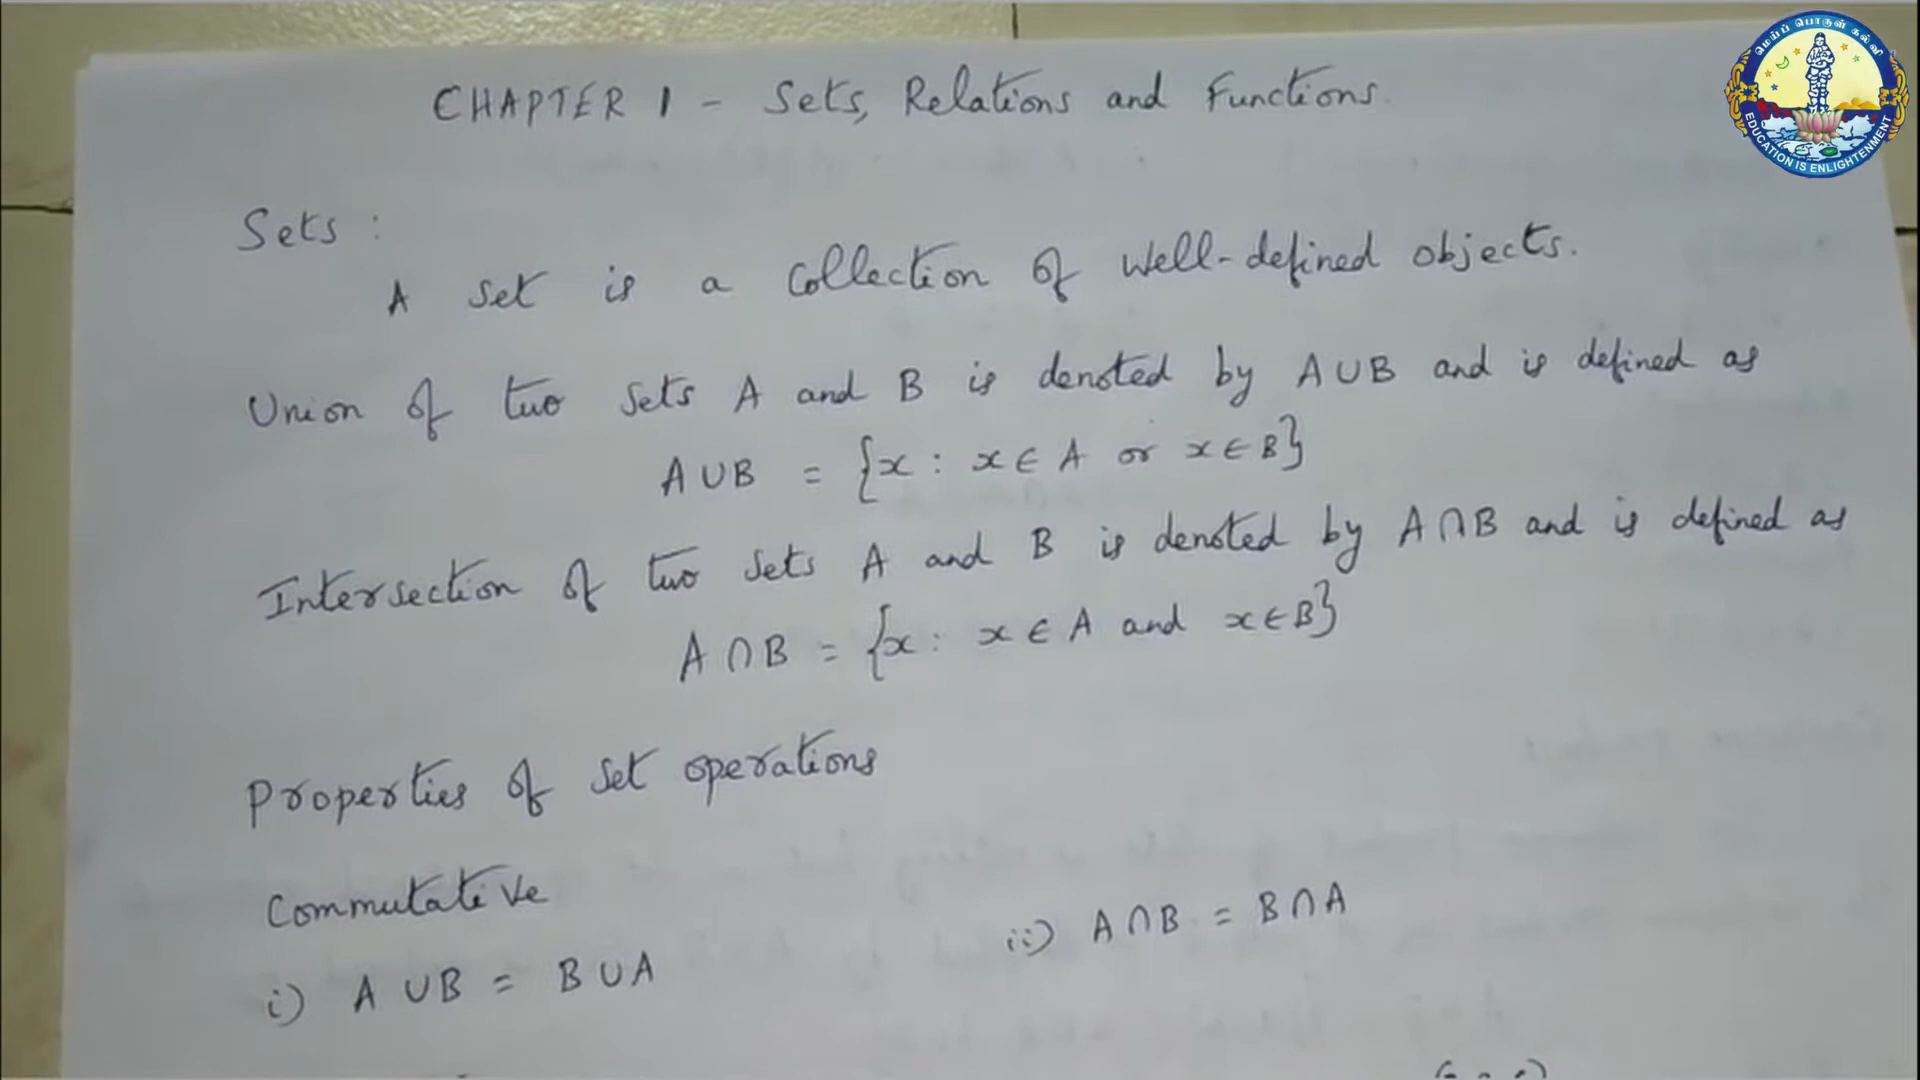 மெய்ப் பொருள் கல்வி
EDUCATION IS ENLIGHTENMENT
CHAPTER 1 - Sets, Relations and Functions.
Sets :
A set is a collection of well-defined objects.
Union of two sets A and B is denoted by A∪B and is defined as
A∪B = {x : x∈A or x∈B}
Intersection of two sets A and B is denoted by A∩B and is defined as
A∩B = {x : x∈A and x∈B}
Properties of set operations
Commutative
i) A∪B = B∪A ii) A∩B = B∩A